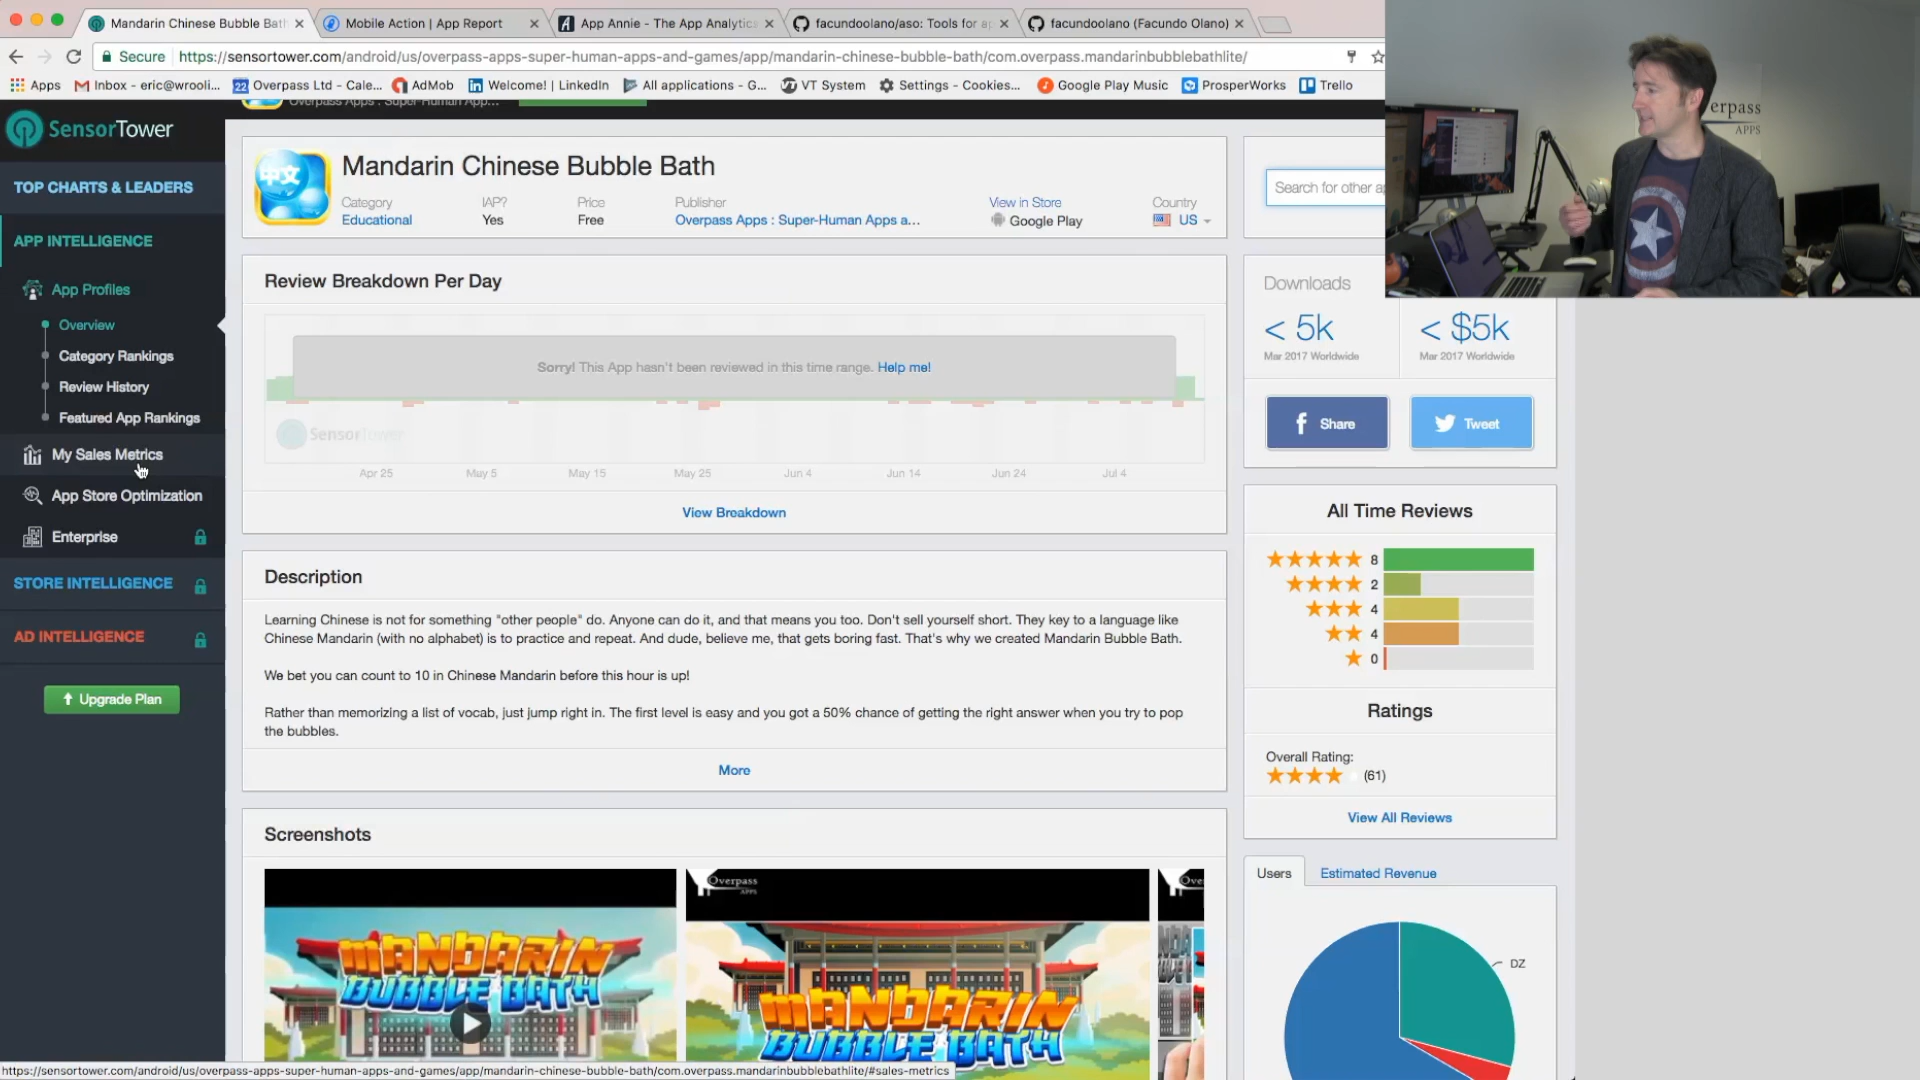 Mandarin Chinese Bubble Bath
Mobile Action | App Report
App Annie - The App Analytics
facundoolano/aso: Tools for ap
facundoolano (Facundo Olano)
Secure
https://sensortower.com/android/us/overpass-apps-super-human-apps-and-games/app/mandarin-chinese-bubble-bath/com.overpass.mandarinbubblebathlite/
Apps
Inbox - eric@wrooli...
Overpass Ltd - Cale...
AdMob
Welcome! | LinkedIn
All applications - G...
VT System
Settings - Cookies...
Google Play Music
ProsperWorks
Trello
erpass
APPS
Overpass Apps : Super-Human App...
SensorTower
TOP CHARTS & LEADERS
APP INTELLIGENCE
App Profiles
Overview
Category Rankings
Review History
Featured App Rankings
My Sales Metrics
App Store Optimization
Enterprise
STORE INTELLIGENCE
AD INTELLIGENCE
Upgrade Plan
中文
Mandarin Chinese Bubble Bath
Category
Educational
IAP?
Yes
Price
Free
Publisher
Overpass Apps : Super-Human Apps a...
View in Store
Google Play
Country
US
Search for other ap
Review Breakdown Per Day
Sorry! This App hasn't been reviewed in this time range. Help me!
SensorTower
Apr 25
May 5
May 15
May 25
Jun 4
Jun 14
Jun 24
Jul 4
View Breakdown
Downloads
< 5k
Mar 2017 Worldwide
< $5k
Mar 2017 Worldwide
Share
Tweet
All Time Reviews
8
2
4
4
0
Ratings
Overall Rating:
(61)
View All Reviews
Users
Estimated Revenue
DZ
Description
Learning Chinese is not for something "other people" do. Anyone can do it, and that means you too. Don't sell yourself short. They key to a language like
Chinese Mandarin (with no alphabet) is to practice and repeat. And dude, believe me, that gets boring fast. That's why we created Mandarin Bubble Bath.
We bet you can count to 10 in Chinese Mandarin before this hour is up!
Rather than memorizing a list of vocab, just jump right in. The first level is easy and you got a 50% chance of getting the right answer when you try to pop
the bubbles.
More
Screenshots
MANDARIN
BUBBLE BATH
Overpass
APPS
MANDARIN
BUBBLE BATH
Ove
https://sensortower.com/android/us/overpass-apps-super-human-apps-and-games/app/mandarin-chinese-bubble-bath/com.overpass.mandarinbubblebathlite/#sales-metrics